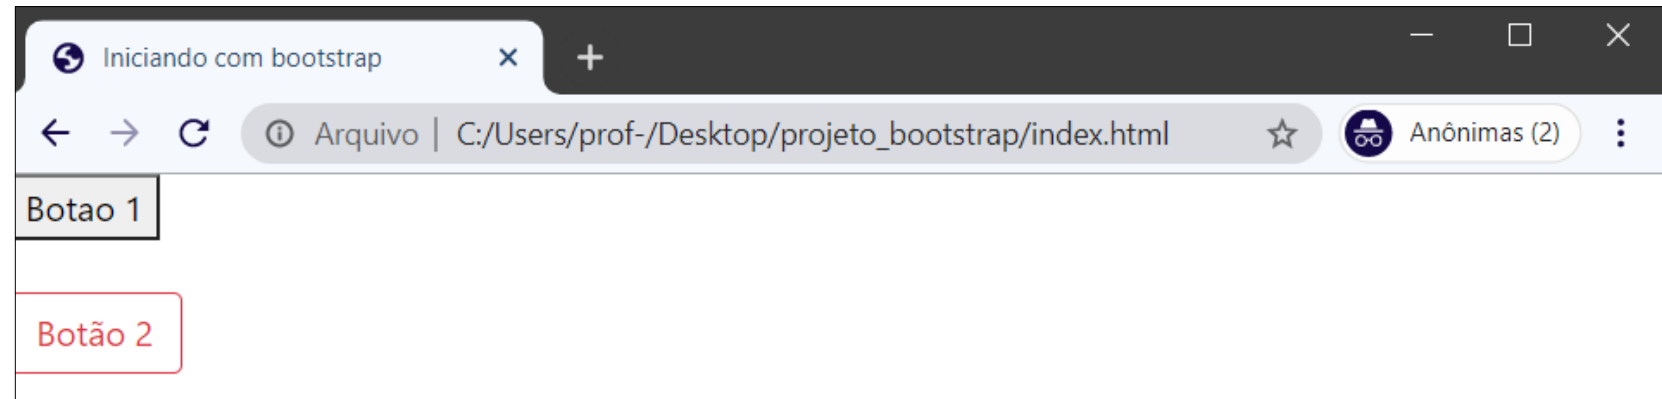 Iniciando com bootstrap
Arquivo | C:/Users/prof-/Desktop/projeto_bootstrap/index.html Anônimas (2)
Botao 1
Botão 2